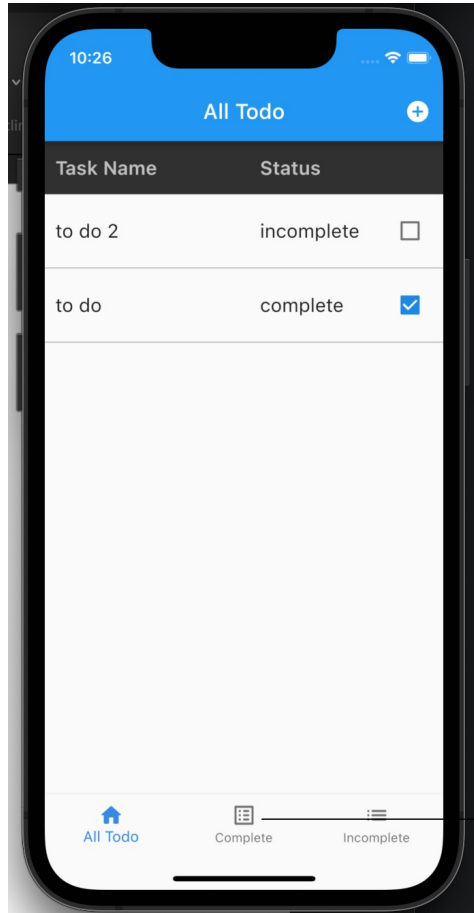 10:26
All Todo
Task Name Status
to do 2 incomplete
to do complete
All Todo Complete Incomplete